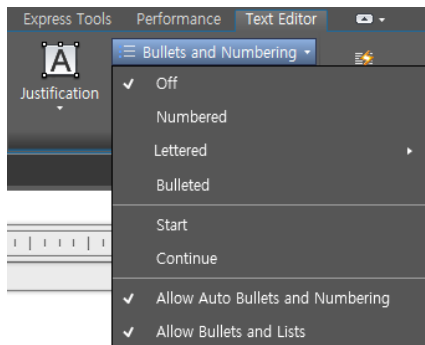 Express Tools Performance Text Editor
A Bullets and Numbering
Justification
Off
Numbered
Lettered
Bulleted
Start
Continue
Allow Auto Bullets and Numbering
Allow Bullets and Lists